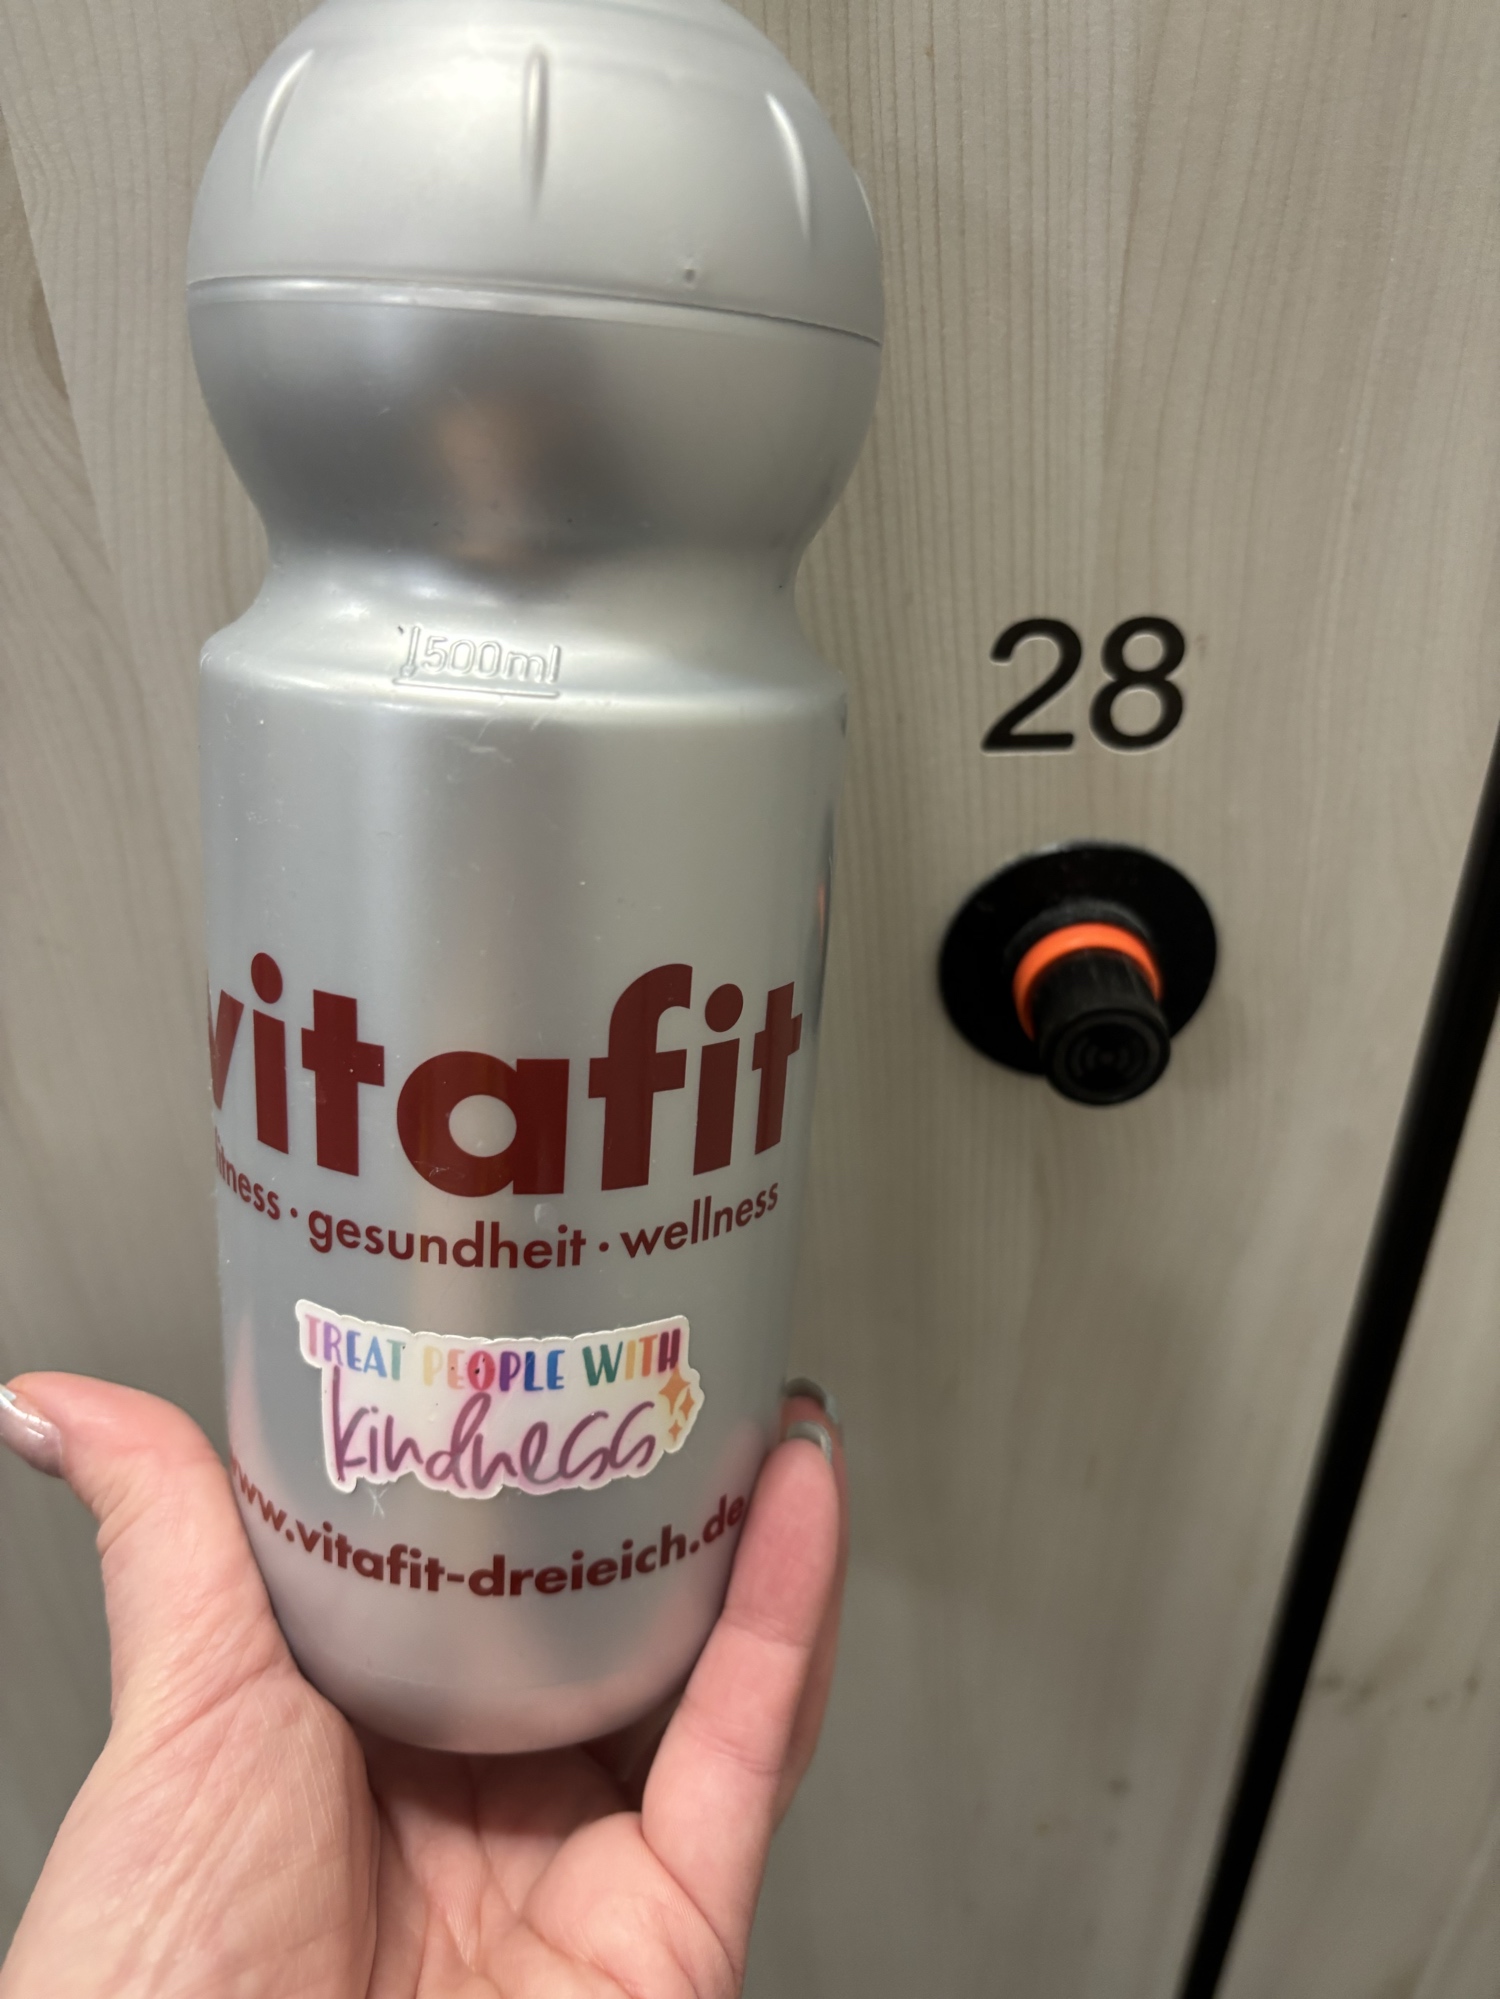 500ml
28
vitafit
fitness · gesundheit · wellness
TREAT PEOPLE WITH
kindness
www.vitafit-dreieich.de